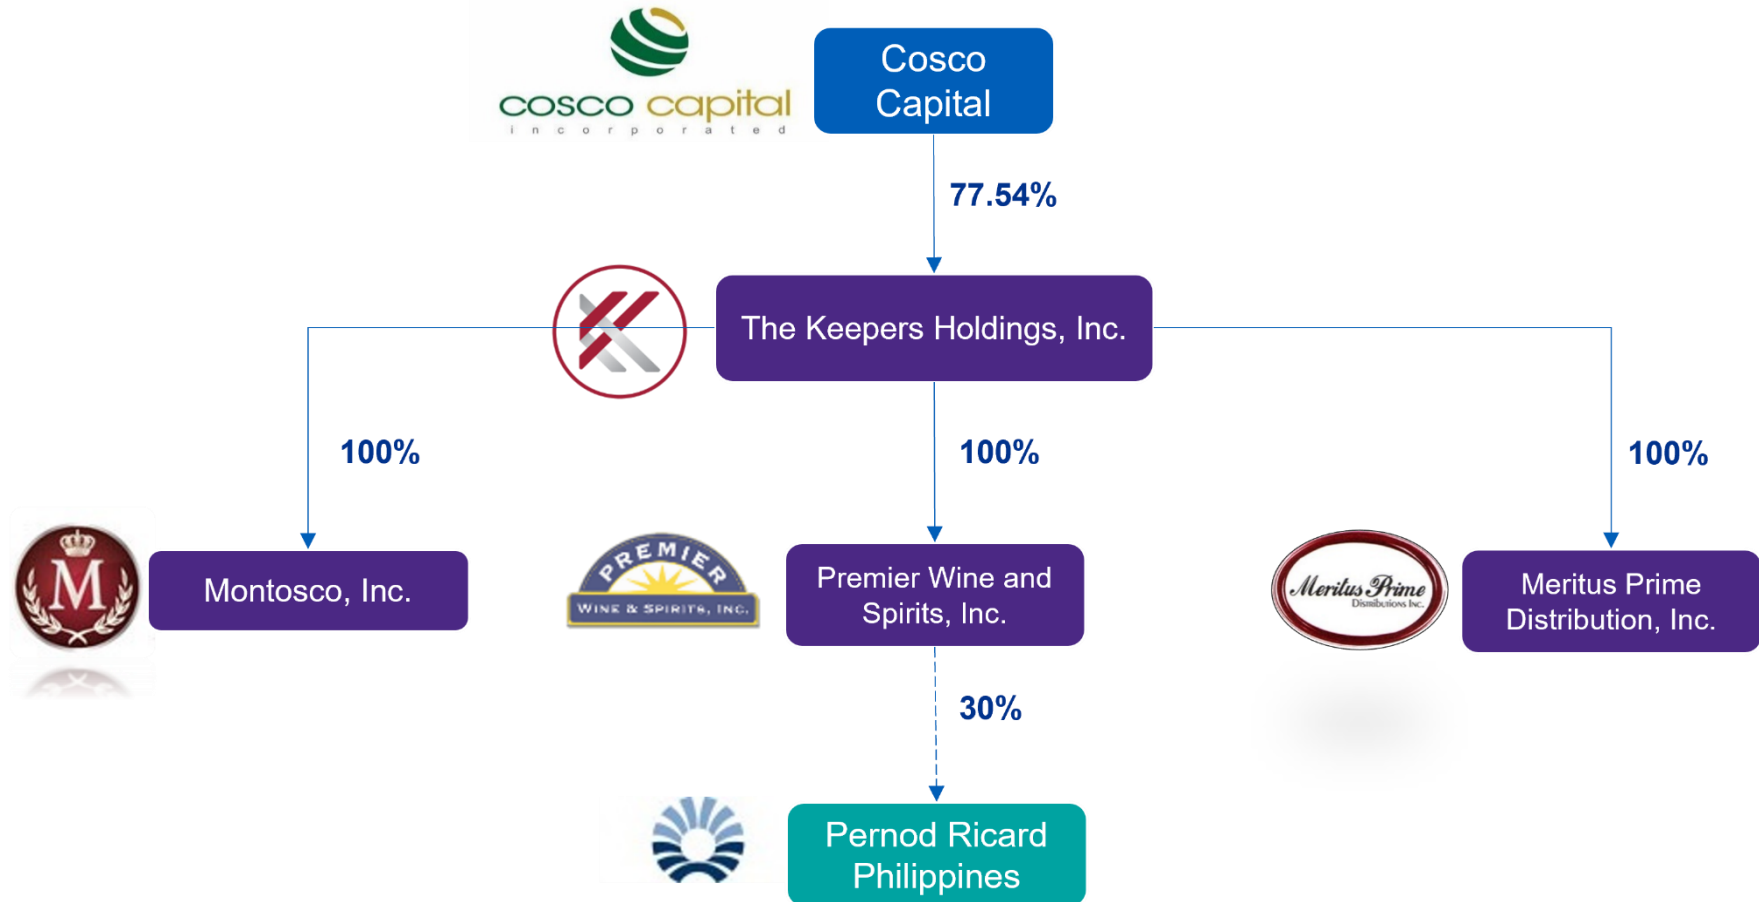 cosco capital
incorporated
Cosco
Capital
77.54%
The Keepers Holdings, Inc.
100%
100%
100%
M
Montosco, Inc.
PREMIER
WINE & SPIRITS, INC.
Premier Wine and
Spirits, Inc.
Meritus Prime
Distributions Inc.
Meritus Prime
Distribution, Inc.
30%
Pernod Ricard
Philippines